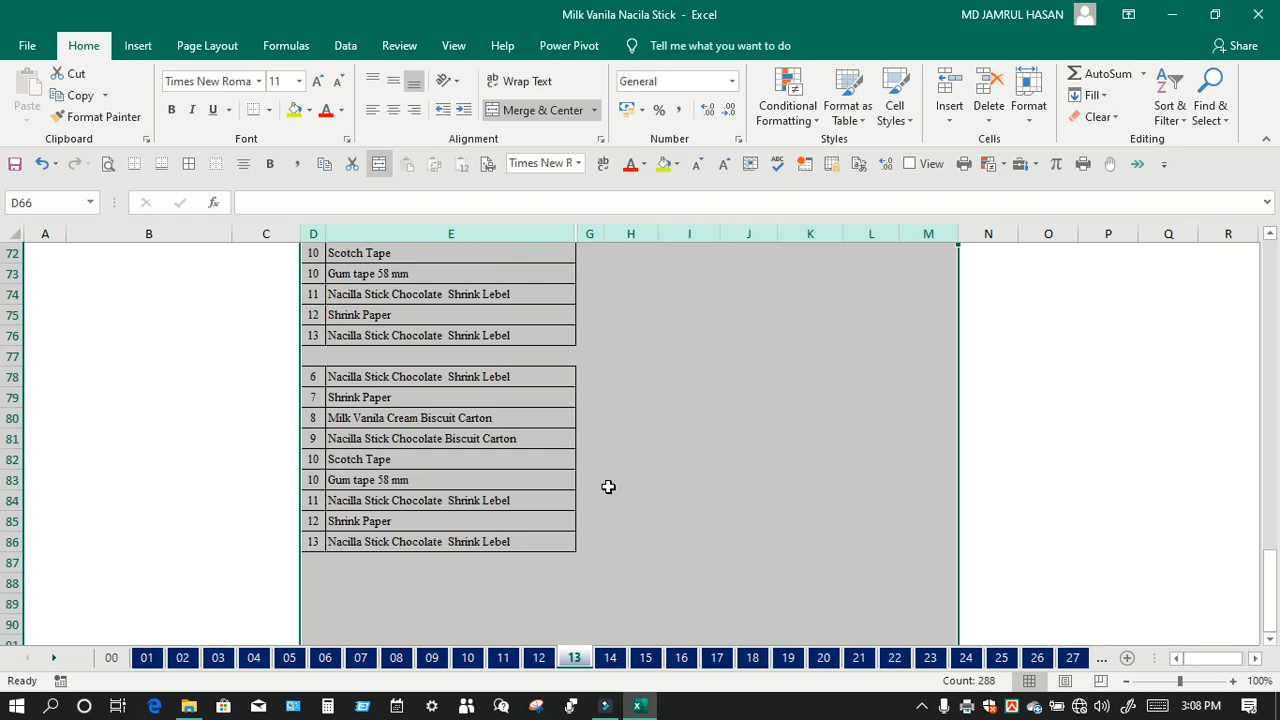 Milk Vanila Nacila Stick - Excel
MD JAMRUL HASAN
File Home Insert Page Layout Formulas Data Review View Help Power Pivot Tell me what you want to do Share
Paste
Cut
Copy
Format Painter
Clipboard
Times New Roma 11
B I U
Font
Wrap Text
Merge & Center
Alignment
General
Number
Conditional Formatting
Format as Table
Cell Styles
Styles
Insert
Delete
Format
Cells
AutoSum
Fill
Clear
Sort & Filter
Find & Select
Editing
Times New R
View
D66
fx
A B C D E G H I J K L M N O P Q R
72 10 Scotch Tape
73 10 Gum tape 58 mm
74 11 Nacilla Stick Chocolate Shrink Lebel
75 12 Shrink Paper
76 13 Nacilla Stick Chocolate Shrink Lebel
77
78 6 Nacilla Stick Chocolate Shrink Lebel
79 7 Shrink Paper
80 8 Milk Vanila Cream Biscuit Carton
81 9 Nacilla Stick Chocolate Biscuit Carton
82 10 Scotch Tape
83 10 Gum tape 58 mm
84 11 Nacilla Stick Chocolate Shrink Lebel
85 12 Shrink Paper
86 13 Nacilla Stick Chocolate Shrink Lebel
87
88
89
90
91
00 01 02 03 04 05 06 07 08 09 10 11 12 13 14 15 16 17 18 19 20 21 22 23 24 25 26 27 ...
Ready
Count: 288
100%
3:08 PM